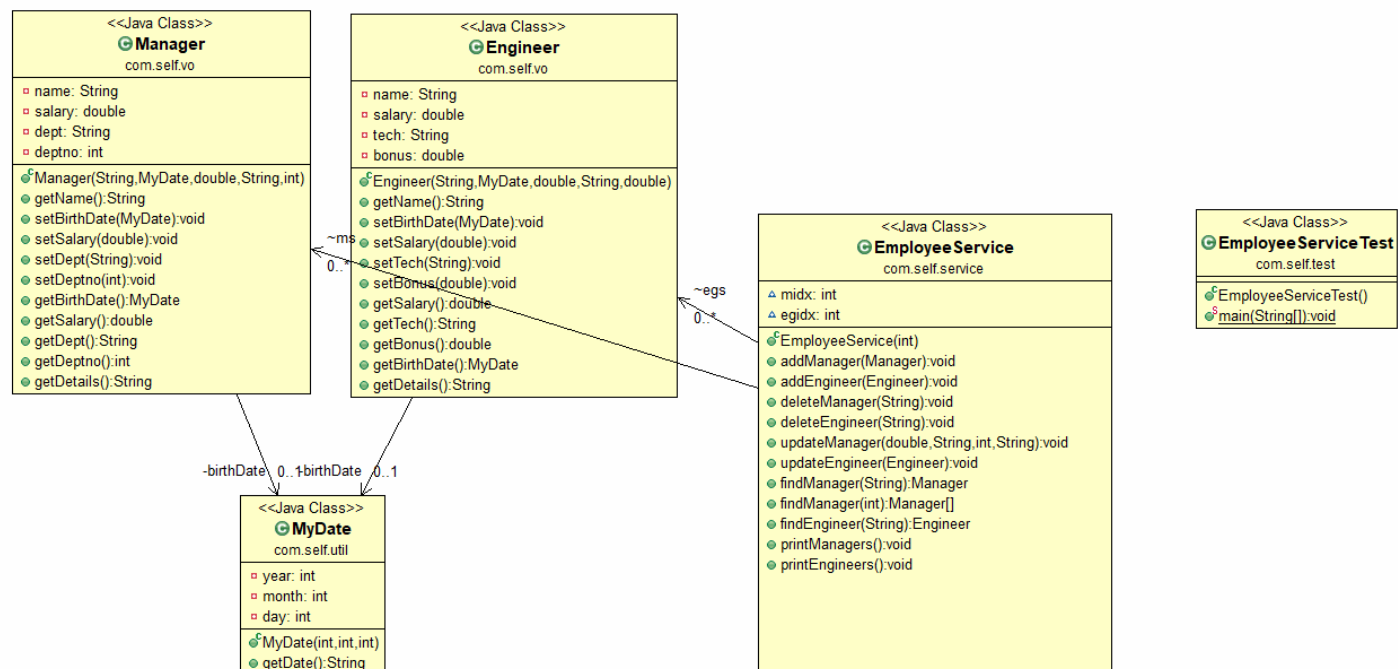 <<Java Class>>
Manager
com.self.vo
name: String
salary: double
dept: String
deptno: int
Manager(String,MyDate,double,String,int)
getName():String
setBirthDate(MyDate):void
setSalary(double):void
setDept(String):void
setDeptno(int):void
getBirthDate():MyDate
getSalary():double
getDept():String
getDeptno():int
getDetails():String
<<Java Class>>
Engineer
com.self.vo
name: String
salary: double
tech: String
bonus: double
Engineer(String,MyDate,double,String,double)
getName():String
setBirthDate(MyDate):void
setSalary(double):void
setTech(String):void
setBonus(double):void
getSalary():double
getTech():String
getBonus():double
getBirthDate():MyDate
getDetails():String
~ms
0..*
~egs
0..*
<<Java Class>>
EmployeeService
com.self.service
midx: int
egidx: int
EmployeeService(int)
addManager(Manager):void
addEngineer(Engineer):void
deleteManager(String):void
deleteEngineer(String):void
updateManager(double,String,int,String):void
updateEngineer(Engineer):void
findManager(String):Manager
findManager(int):Manager[]
findEngineer(String):Engineer
printManagers():void
printEngineers():void
<<Java Class>>
EmployeeServiceTest
com.self.test
EmployeeServiceTest()
main(String[]):void
-birthDate 0..1
-birthDate 0..1
<<Java Class>>
MyDate
com.self.util
year: int
month: int
day: int
MyDate(int,int,int)
getDate():String